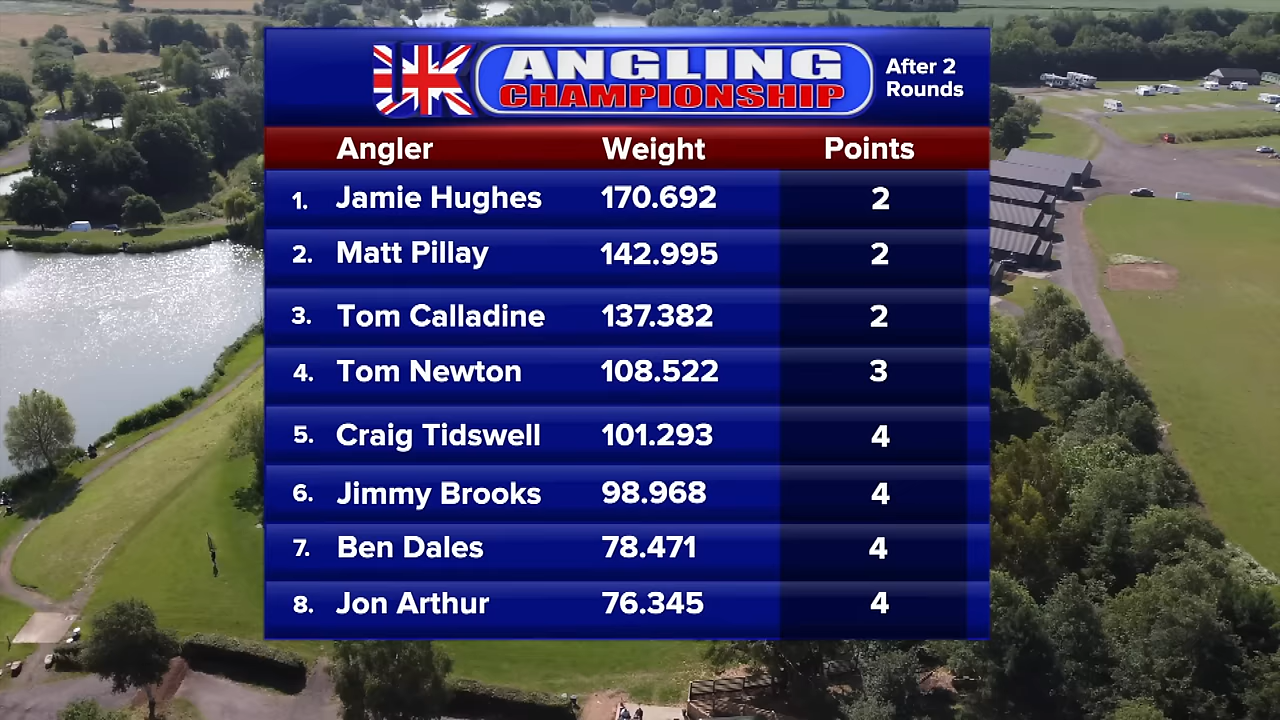 UK ANGLING CHAMPIONSHIP
After 2 Rounds
Angler Weight Points
1. Jamie Hughes 170.692 2
2. Matt Pillay 142.995 2
3. Tom Calladine 137.382 2
4. Tom Newton 108.522 3
5. Craig Tidswell 101.293 4
6. Jimmy Brooks 98.968 4
7. Ben Dales 78.471 4
8. Jon Arthur 76.345 4